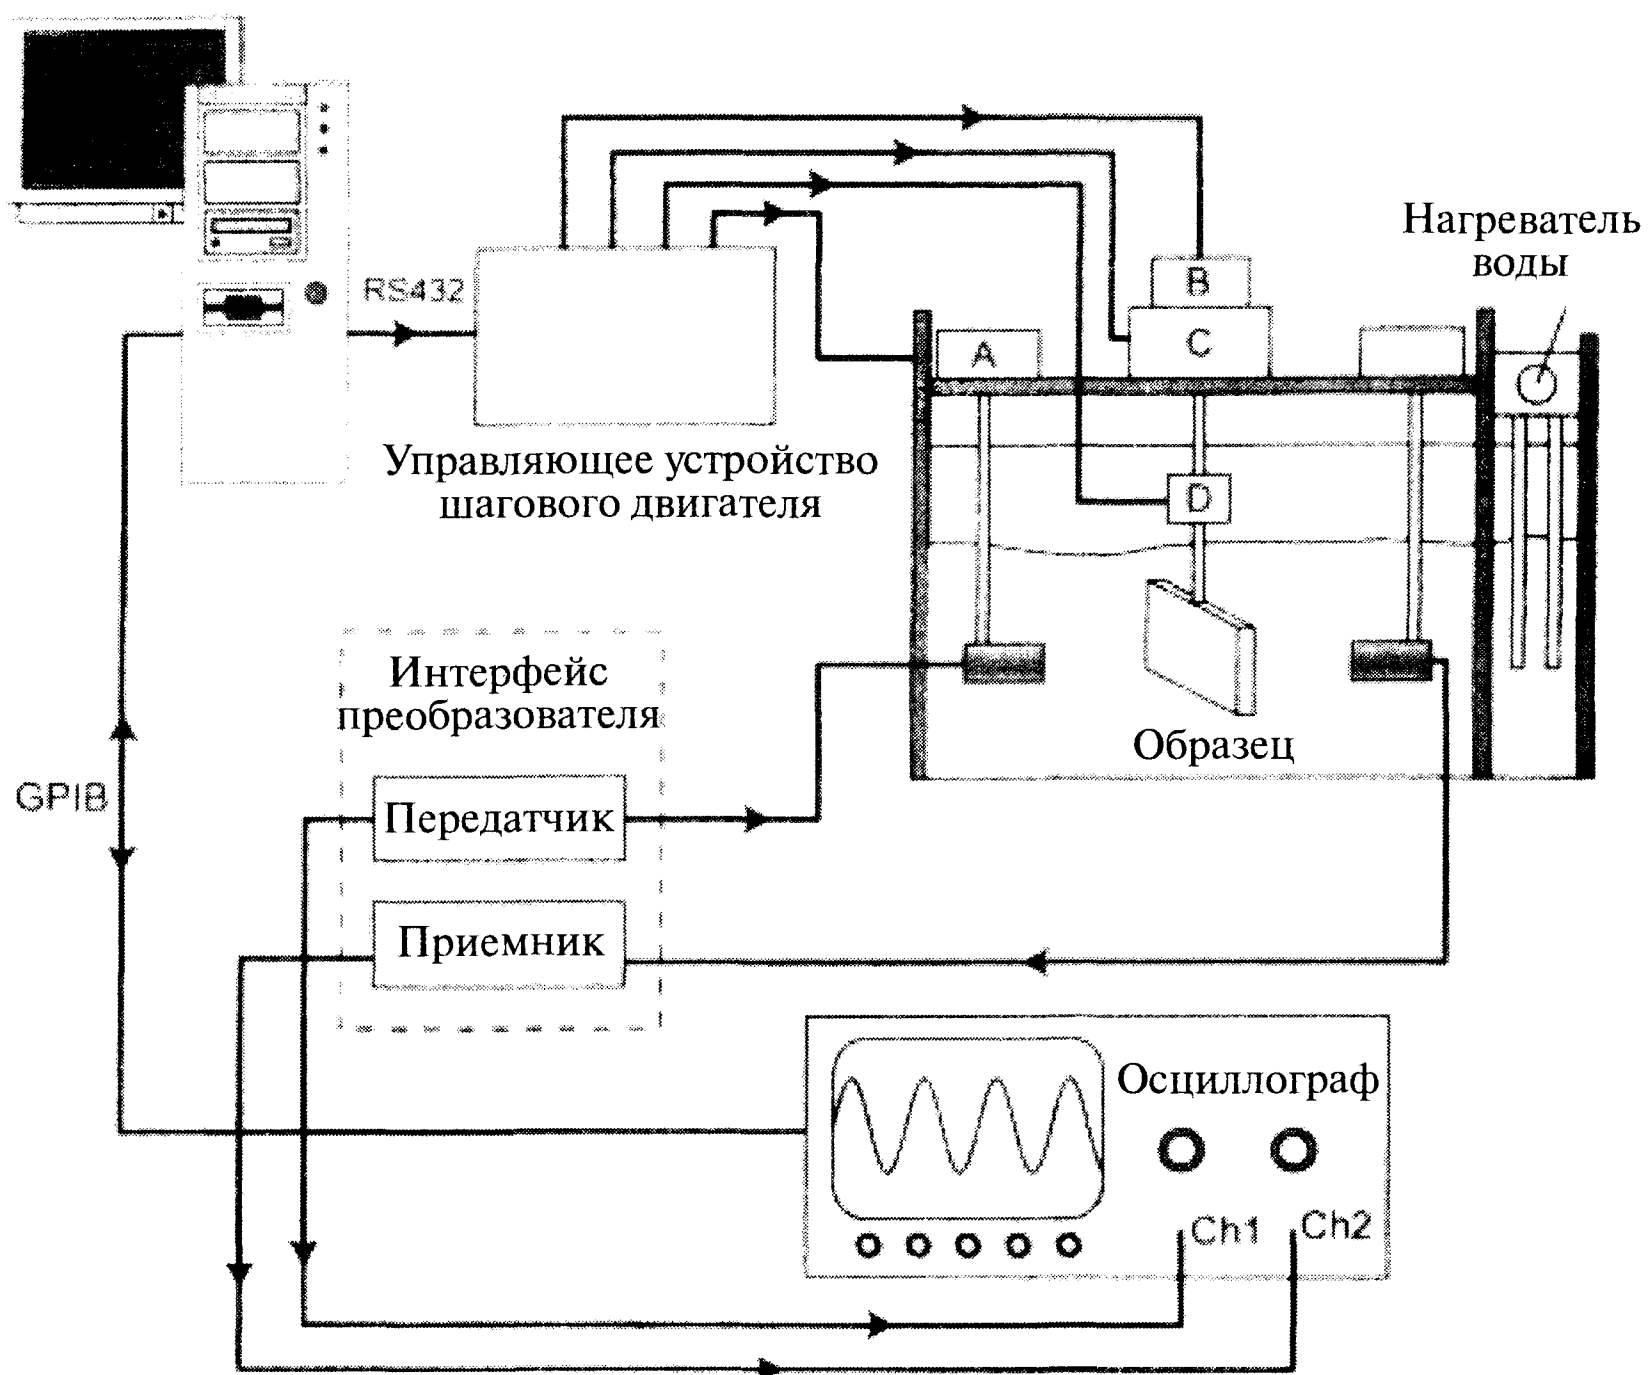 Нагреватель
воды
RS432
B
C
A
D
Управляющее устройство
шагового двигателя
Интерфейс
преобразователя
Образец
GPIB
Передатчик
Приемник
Осциллограф
Ch1
Ch2